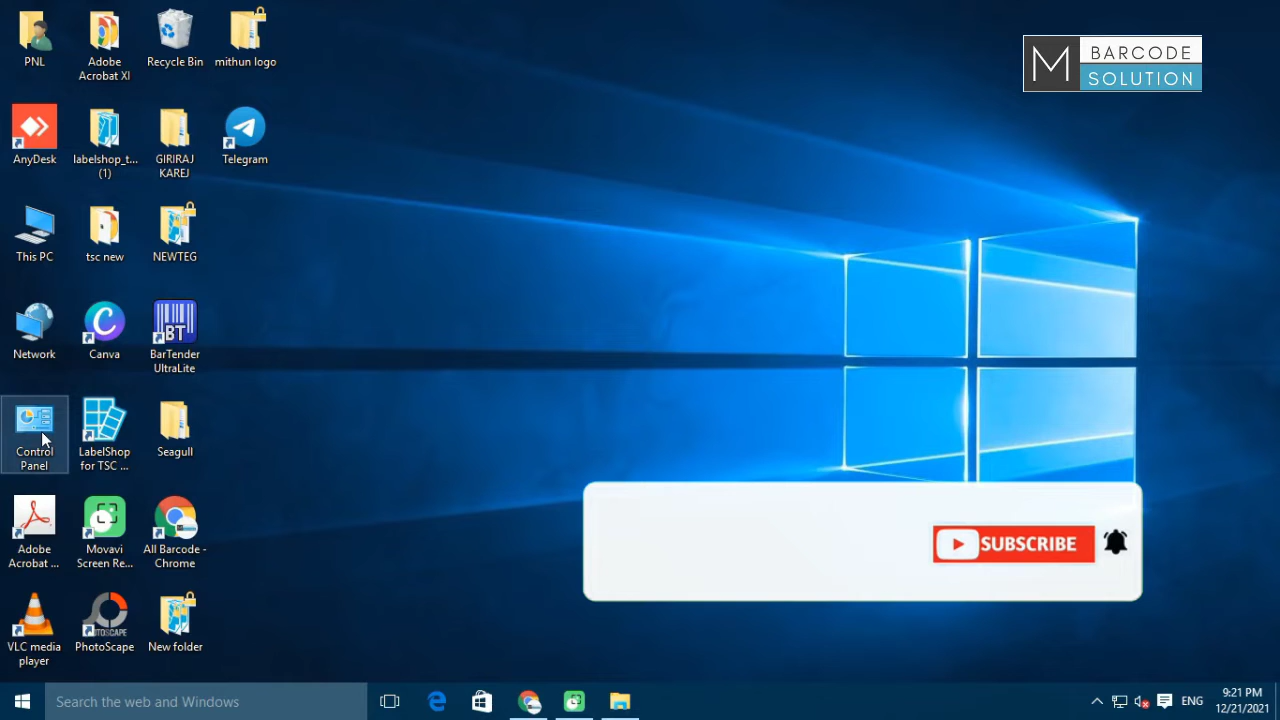 PNL
Adobe
Acrobat XI
Recycle Bin
mithun logo
M
BARCODE
SOLUTION
AnyDesk
labelshop_t...
(1)
GIRIRAJ
KAREJ
Telegram
This PC
tsc new
NEWTEG
Network
Canva
BT
BarTender
UltraLite
Control
Panel
LabelShop
for TSC ...
Seagull
Adobe
Acrobat ...
Movavi
Screen Re...
All Barcode -
Chrome
SUBSCRIBE
VLC media
player
PHOTOSCAPE
PhotoScape
New folder
Search the web and Windows
ENG
9:21 PM
12/21/2021